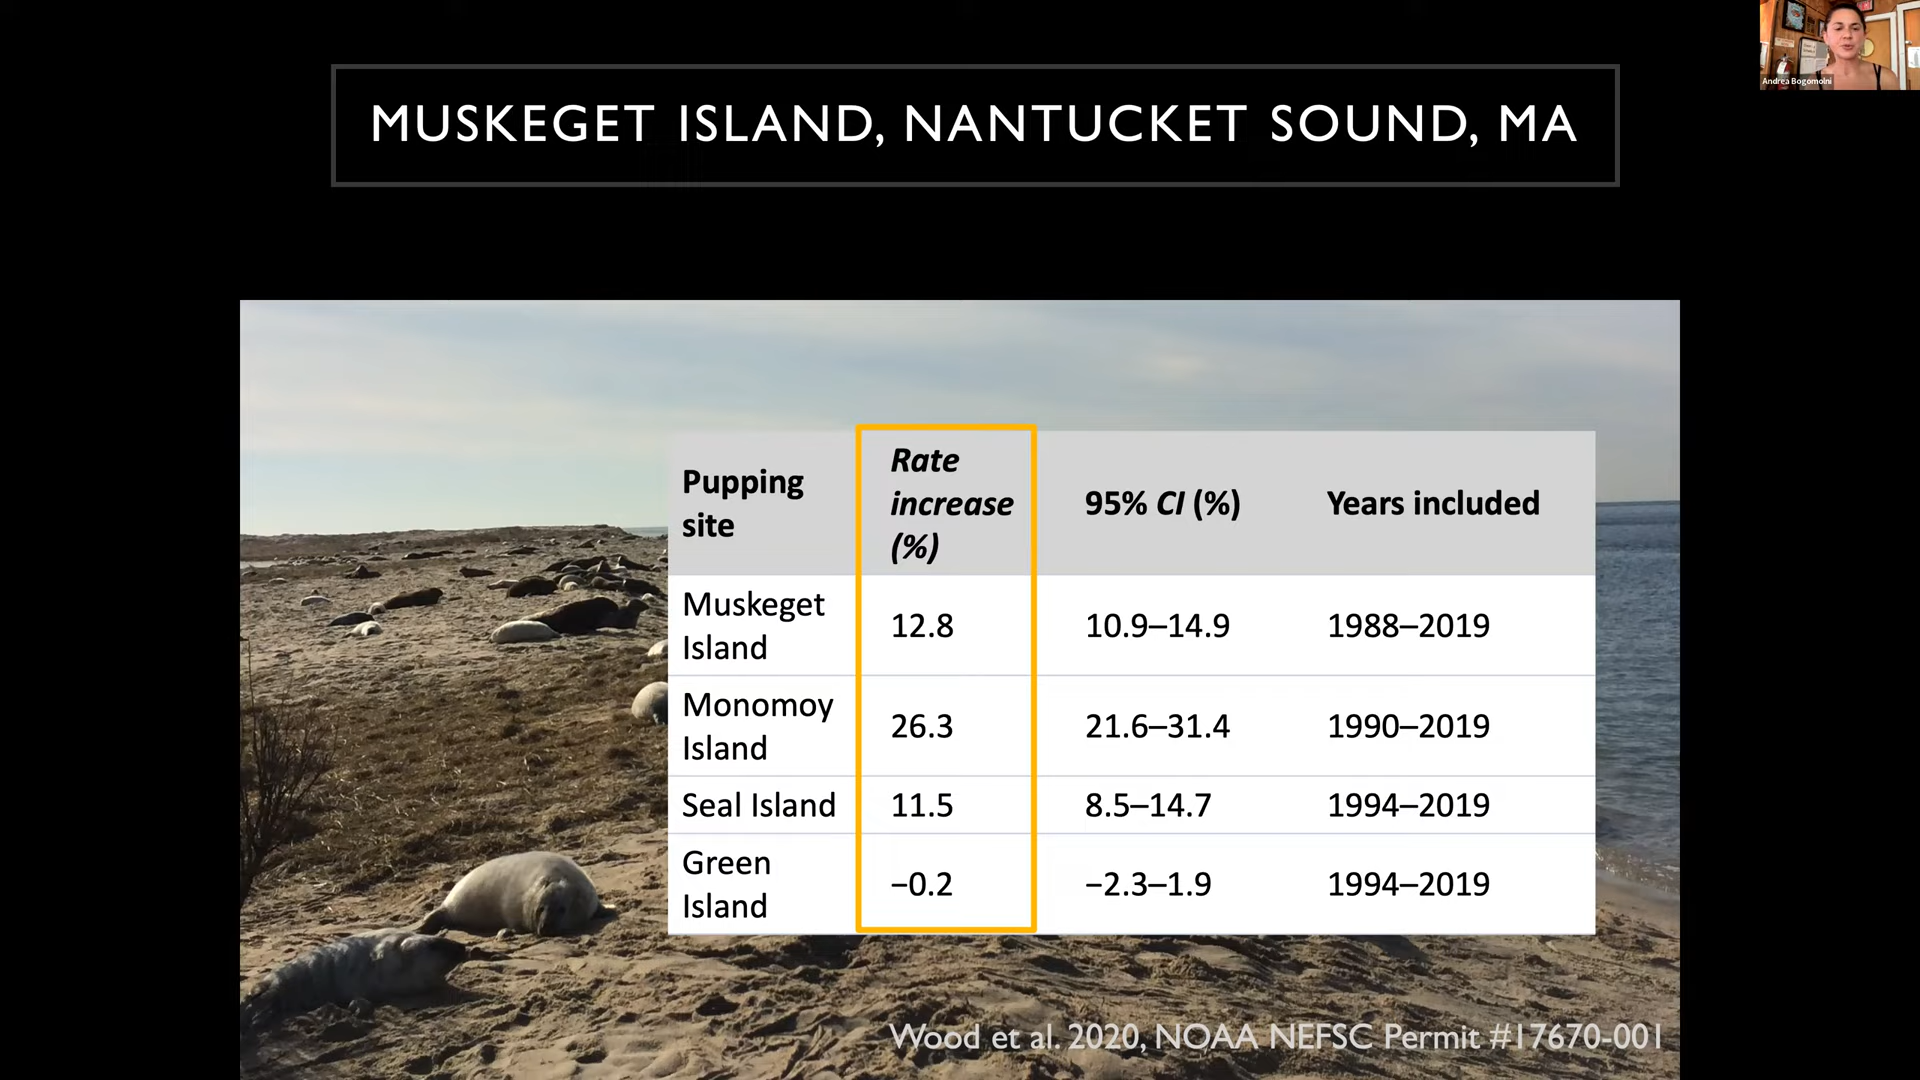 Andrea Bogomolni
MUSKEGET ISLAND, NANTUCKET SOUND, MA
Pupping site
Rate increase (%)
95% CI (%)
Years included
Muskeget Island
12.8
10.9–14.9
1988–2019
Monomoy Island
26.3
21.6–31.4
1990–2019
Seal Island
11.5
8.5–14.7
1994–2019
Green Island
−0.2
−2.3–1.9
1994–2019
Wood et al. 2020, NOAA NEFSC Permit #17670-001